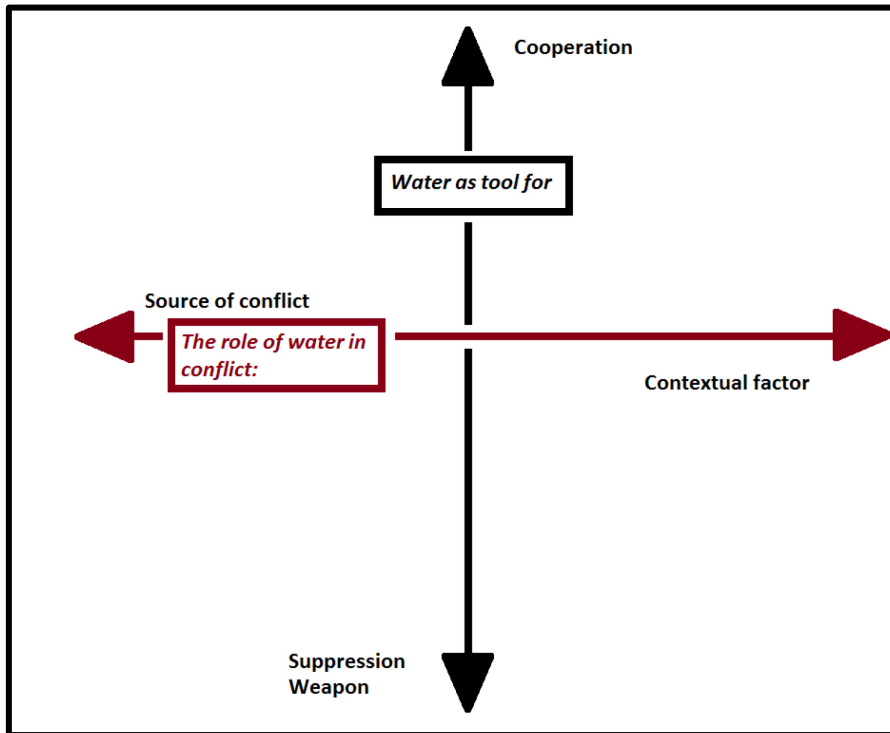 Cooperation
Water as tool for
Source of conflict
The role of water in
conflict:
Contextual factor
Suppression
Weapon